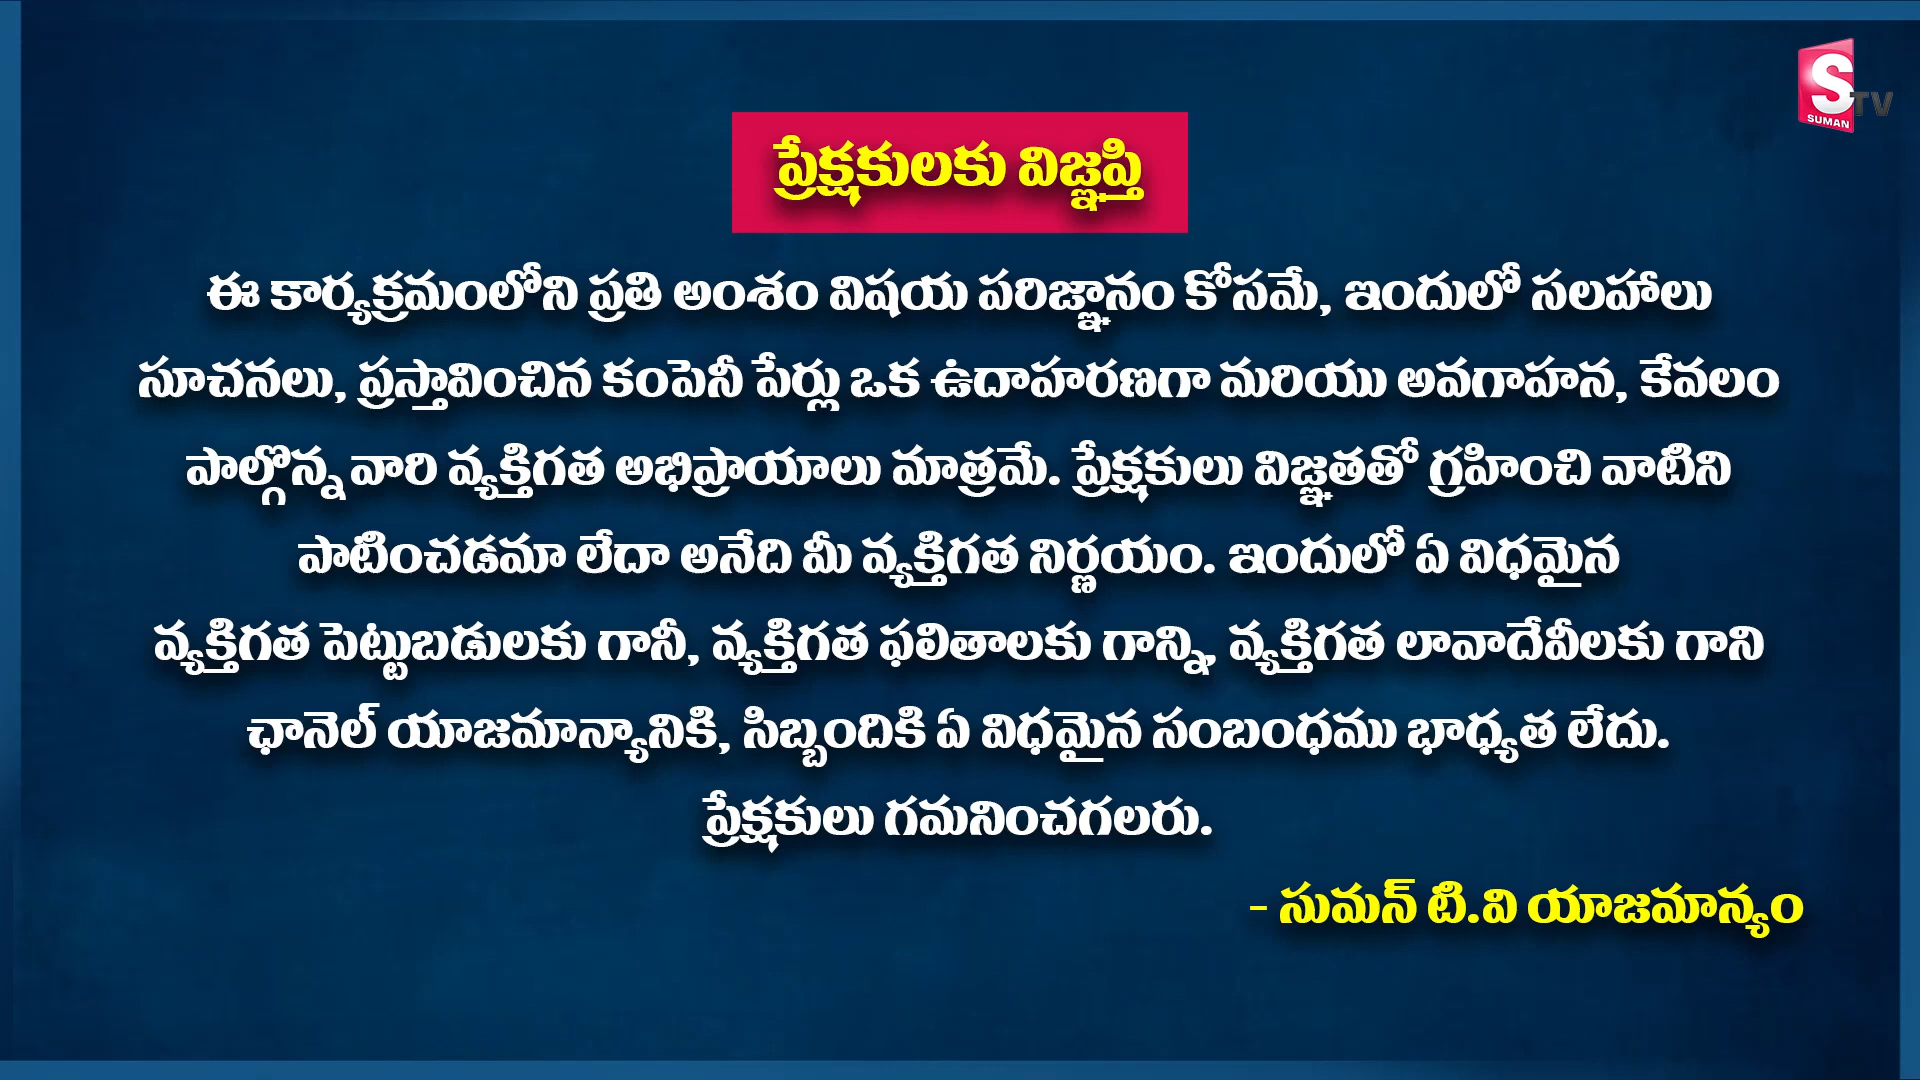 S
TV
SUMAN
ప్రేక్షకులకు విజ్ఞప్తి
ఈ కార్యక్రమంలోని ప్రతి అంశం విషయ పరిజ్ఞానం కోసమే, ఇందులో సలహాలు
సూచనలు, ప్రస్తావించిన కంపెనీ పేర్లు ఒక ఉదాహరణగా మరియు అవగాహన, కేవలం
పాల్గొన్న వారి వ్యక్తిగత అభిప్రాయాలు మాత్రమే. ప్రేక్షకులు విజ్ఞతతో గ్రహించి వాటిని
పాటించడమా లేదా అనేది మీ వ్యక్తిగత నిర్ణయం. ఇందులో ఏ విధమైన
వ్యక్తిగత పెట్టుబడులకు గానీ, వ్యక్తిగత ఫలితాలకు గాన్ని, వ్యక్తిగత లావాదేవీలకు గాని
ఛానెల్ యాజమాన్యానికి, సిబ్బందికి ఏ విధమైన సంబంధము భాధ్యత లేదు.
ప్రేక్షకులు గమనించగలరు.
- సుమన్ టి.వి యాజమాన్యం